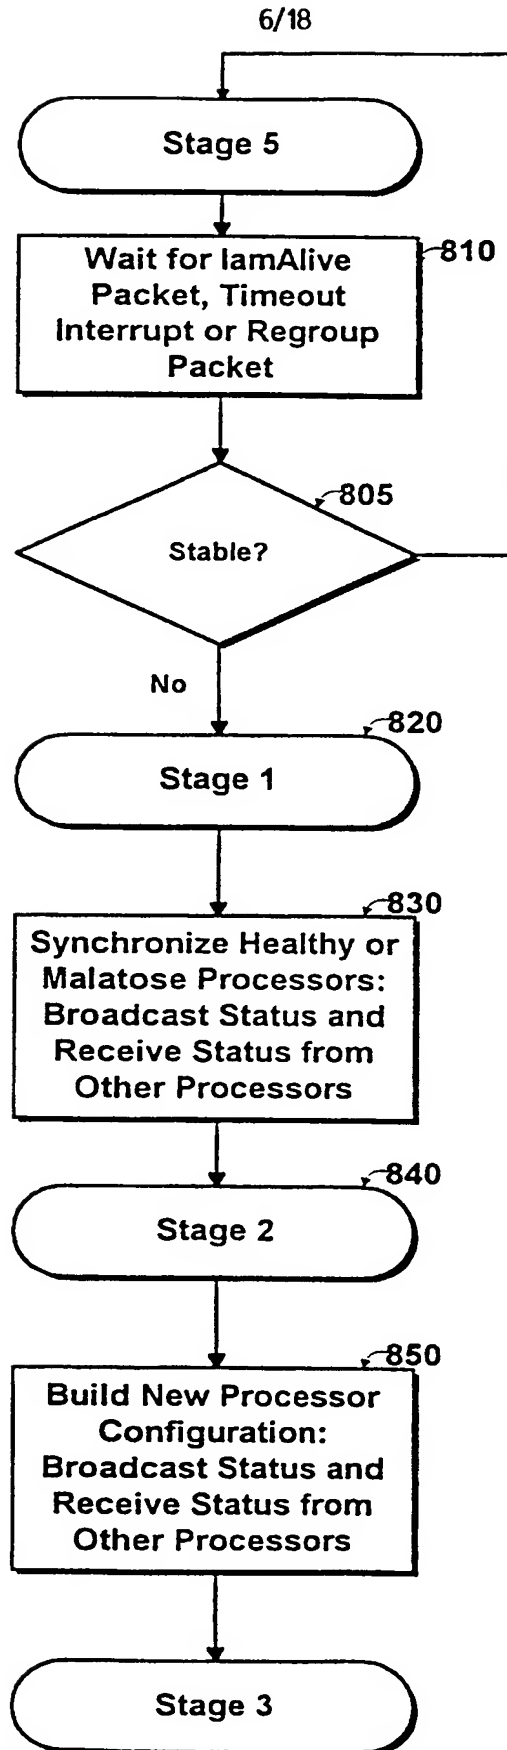 6/18
Stage 5
810
Wait for IamAlive
Packet, Timeout
Interrupt or Regroup
Packet
805
Stable?
No
820
Stage 1
830
Synchronize Healthy or
Malatose Processors:
Broadcast Status and
Receive Status from
Other Processors
840
Stage 2
850
Build New Processor
Configuration:
Broadcast Status and
Receive Status from
Other Processors
Stage 3